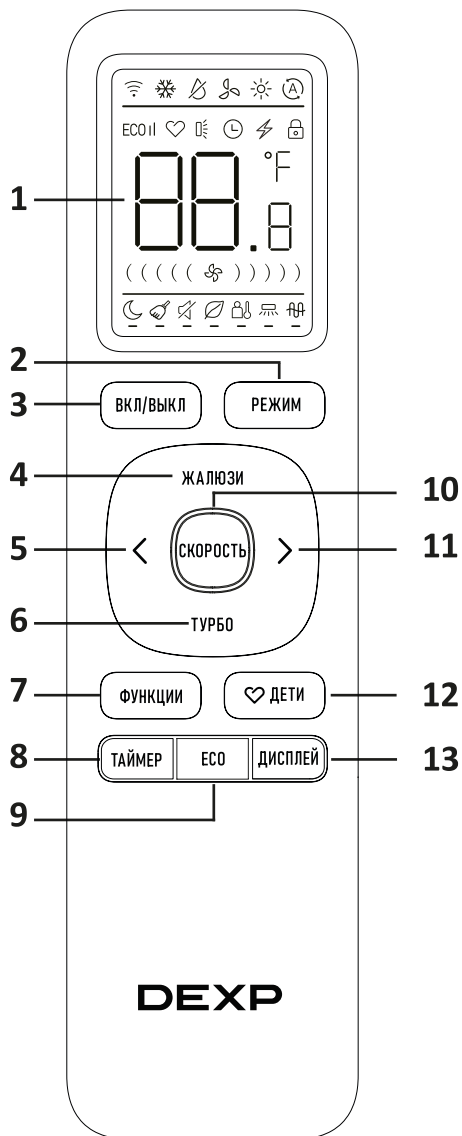 ECO
88.8 °F
1
2
3
ВКЛ/ВЫКЛ
РЕЖИМ
4
ЖАЛЮЗИ
10
5
СКОРОСТЬ
11
6
ТУРБО
7
ФУНКЦИИ
ДЕТИ
12
8
ТАЙМЕР
ECO
ДИСПЛЕЙ
13
9
DEXP